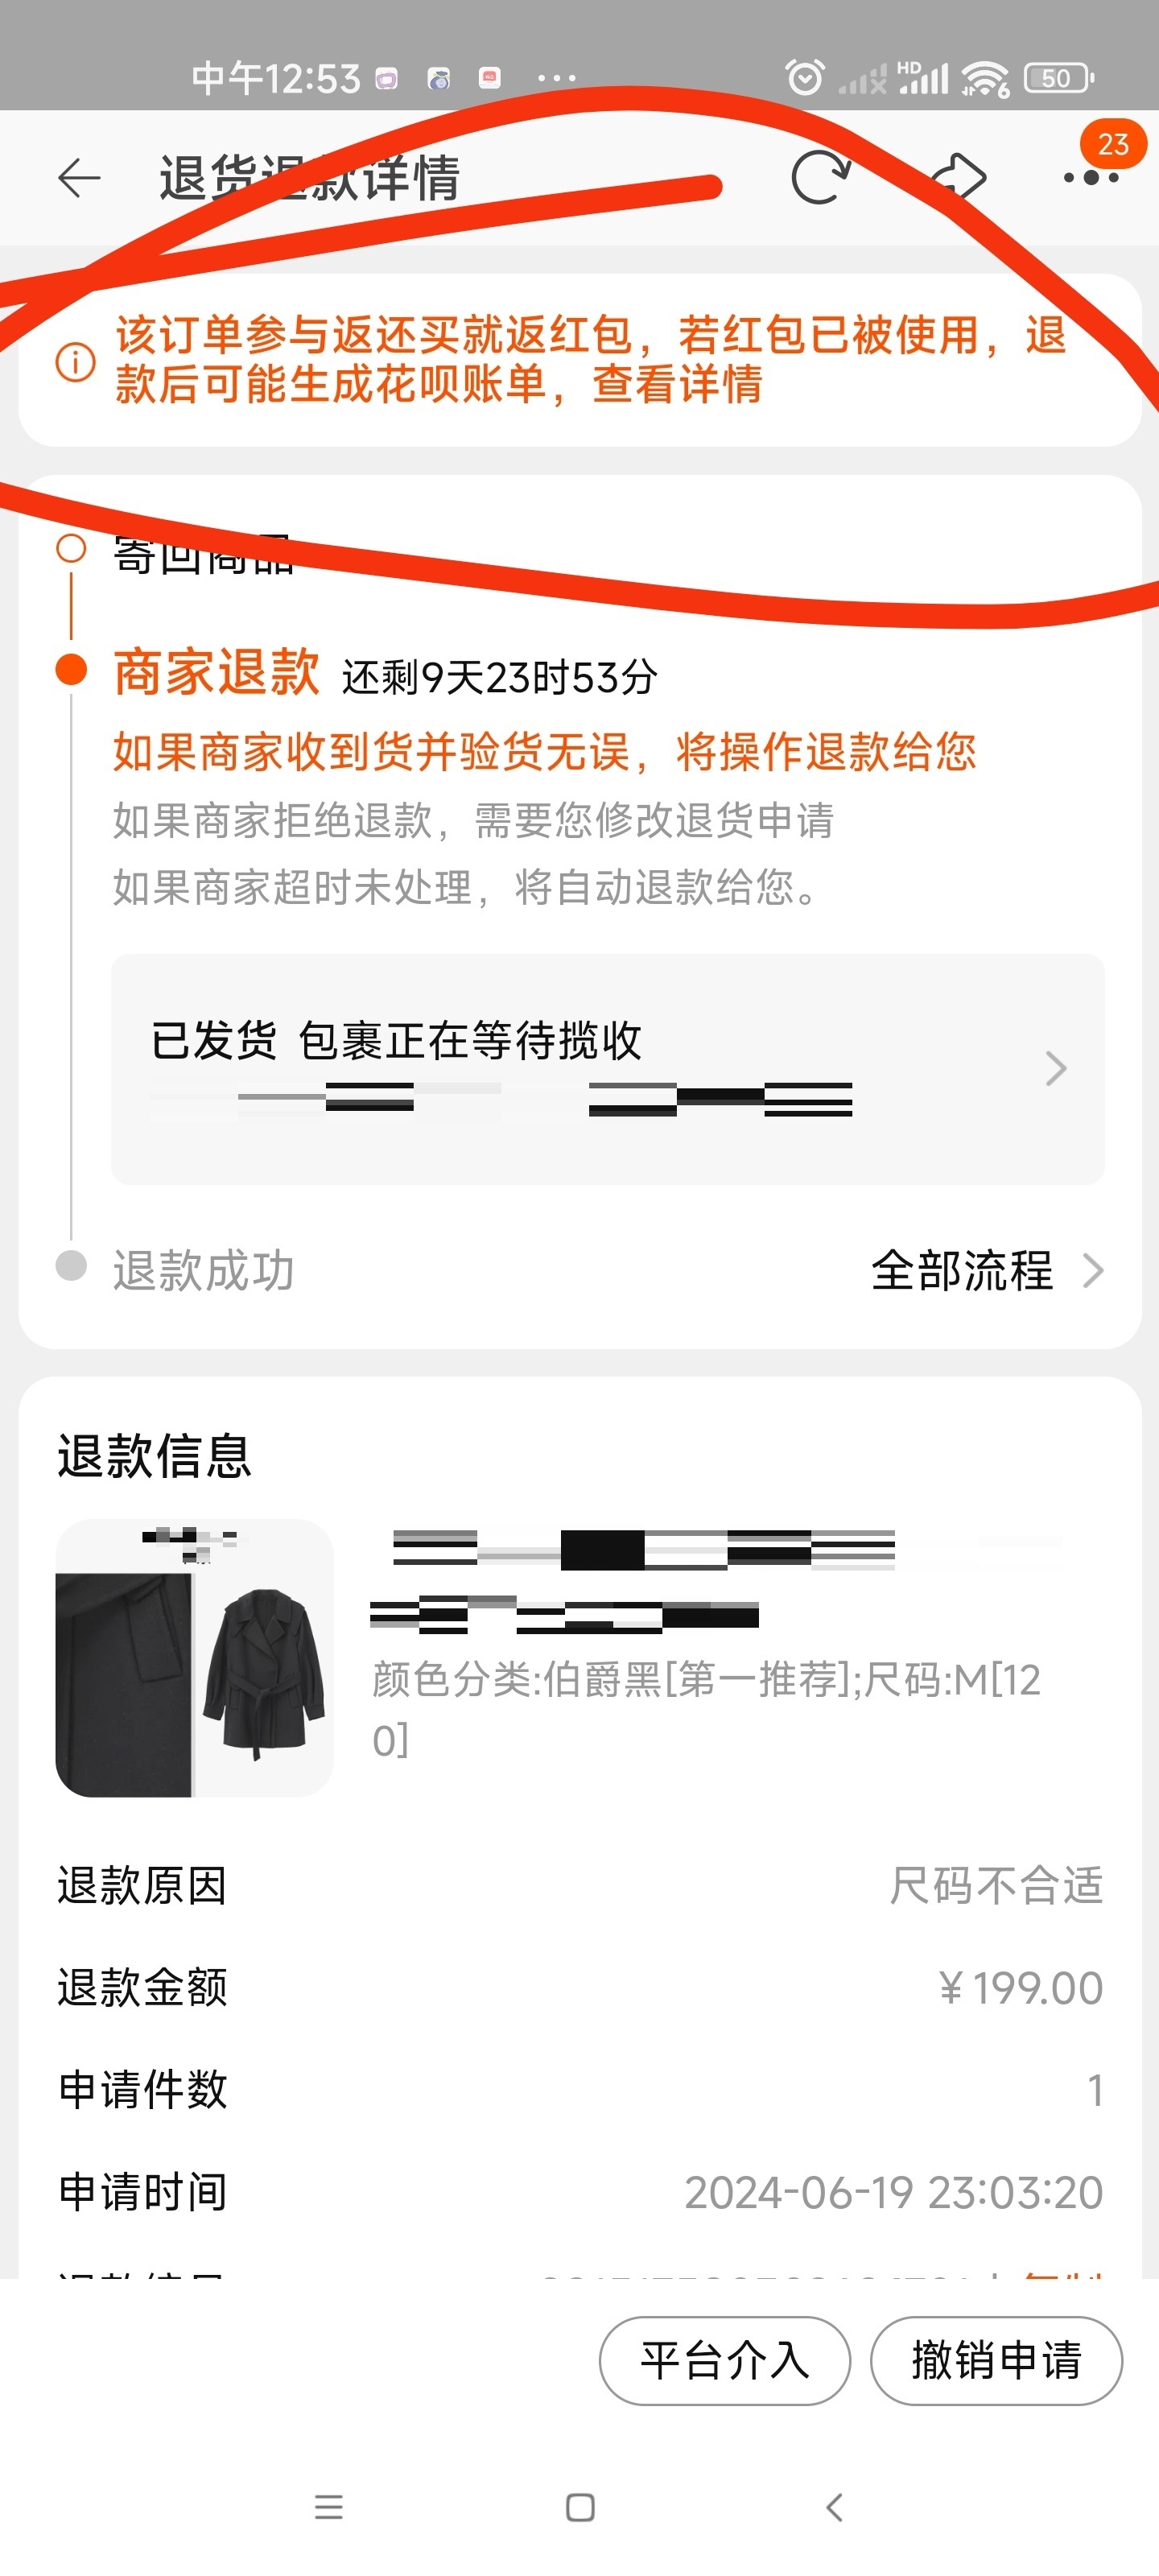 中午12:53
HD
6
50
23
退货退款详情
该订单参与返还买就返红包，若红包已被使用，退
款后可能生成花呗账单，查看详情
寄回商品
商家退款 还剩9天23时53分
如果商家收到货并验货无误，将操作退款给您
如果商家拒绝退款，需要您修改退货申请
如果商家超时未处理，将自动退款给您。
已发货 包裹正在等待揽收
退款成功
全部流程
退款信息
颜色分类:伯爵黑[第一推荐];尺码:M[12
0]
退款原因
尺码不合适
退款金额
￥199.00
申请件数
1
申请时间
2024-06-19 23:03:20
平台介入
撤销申请